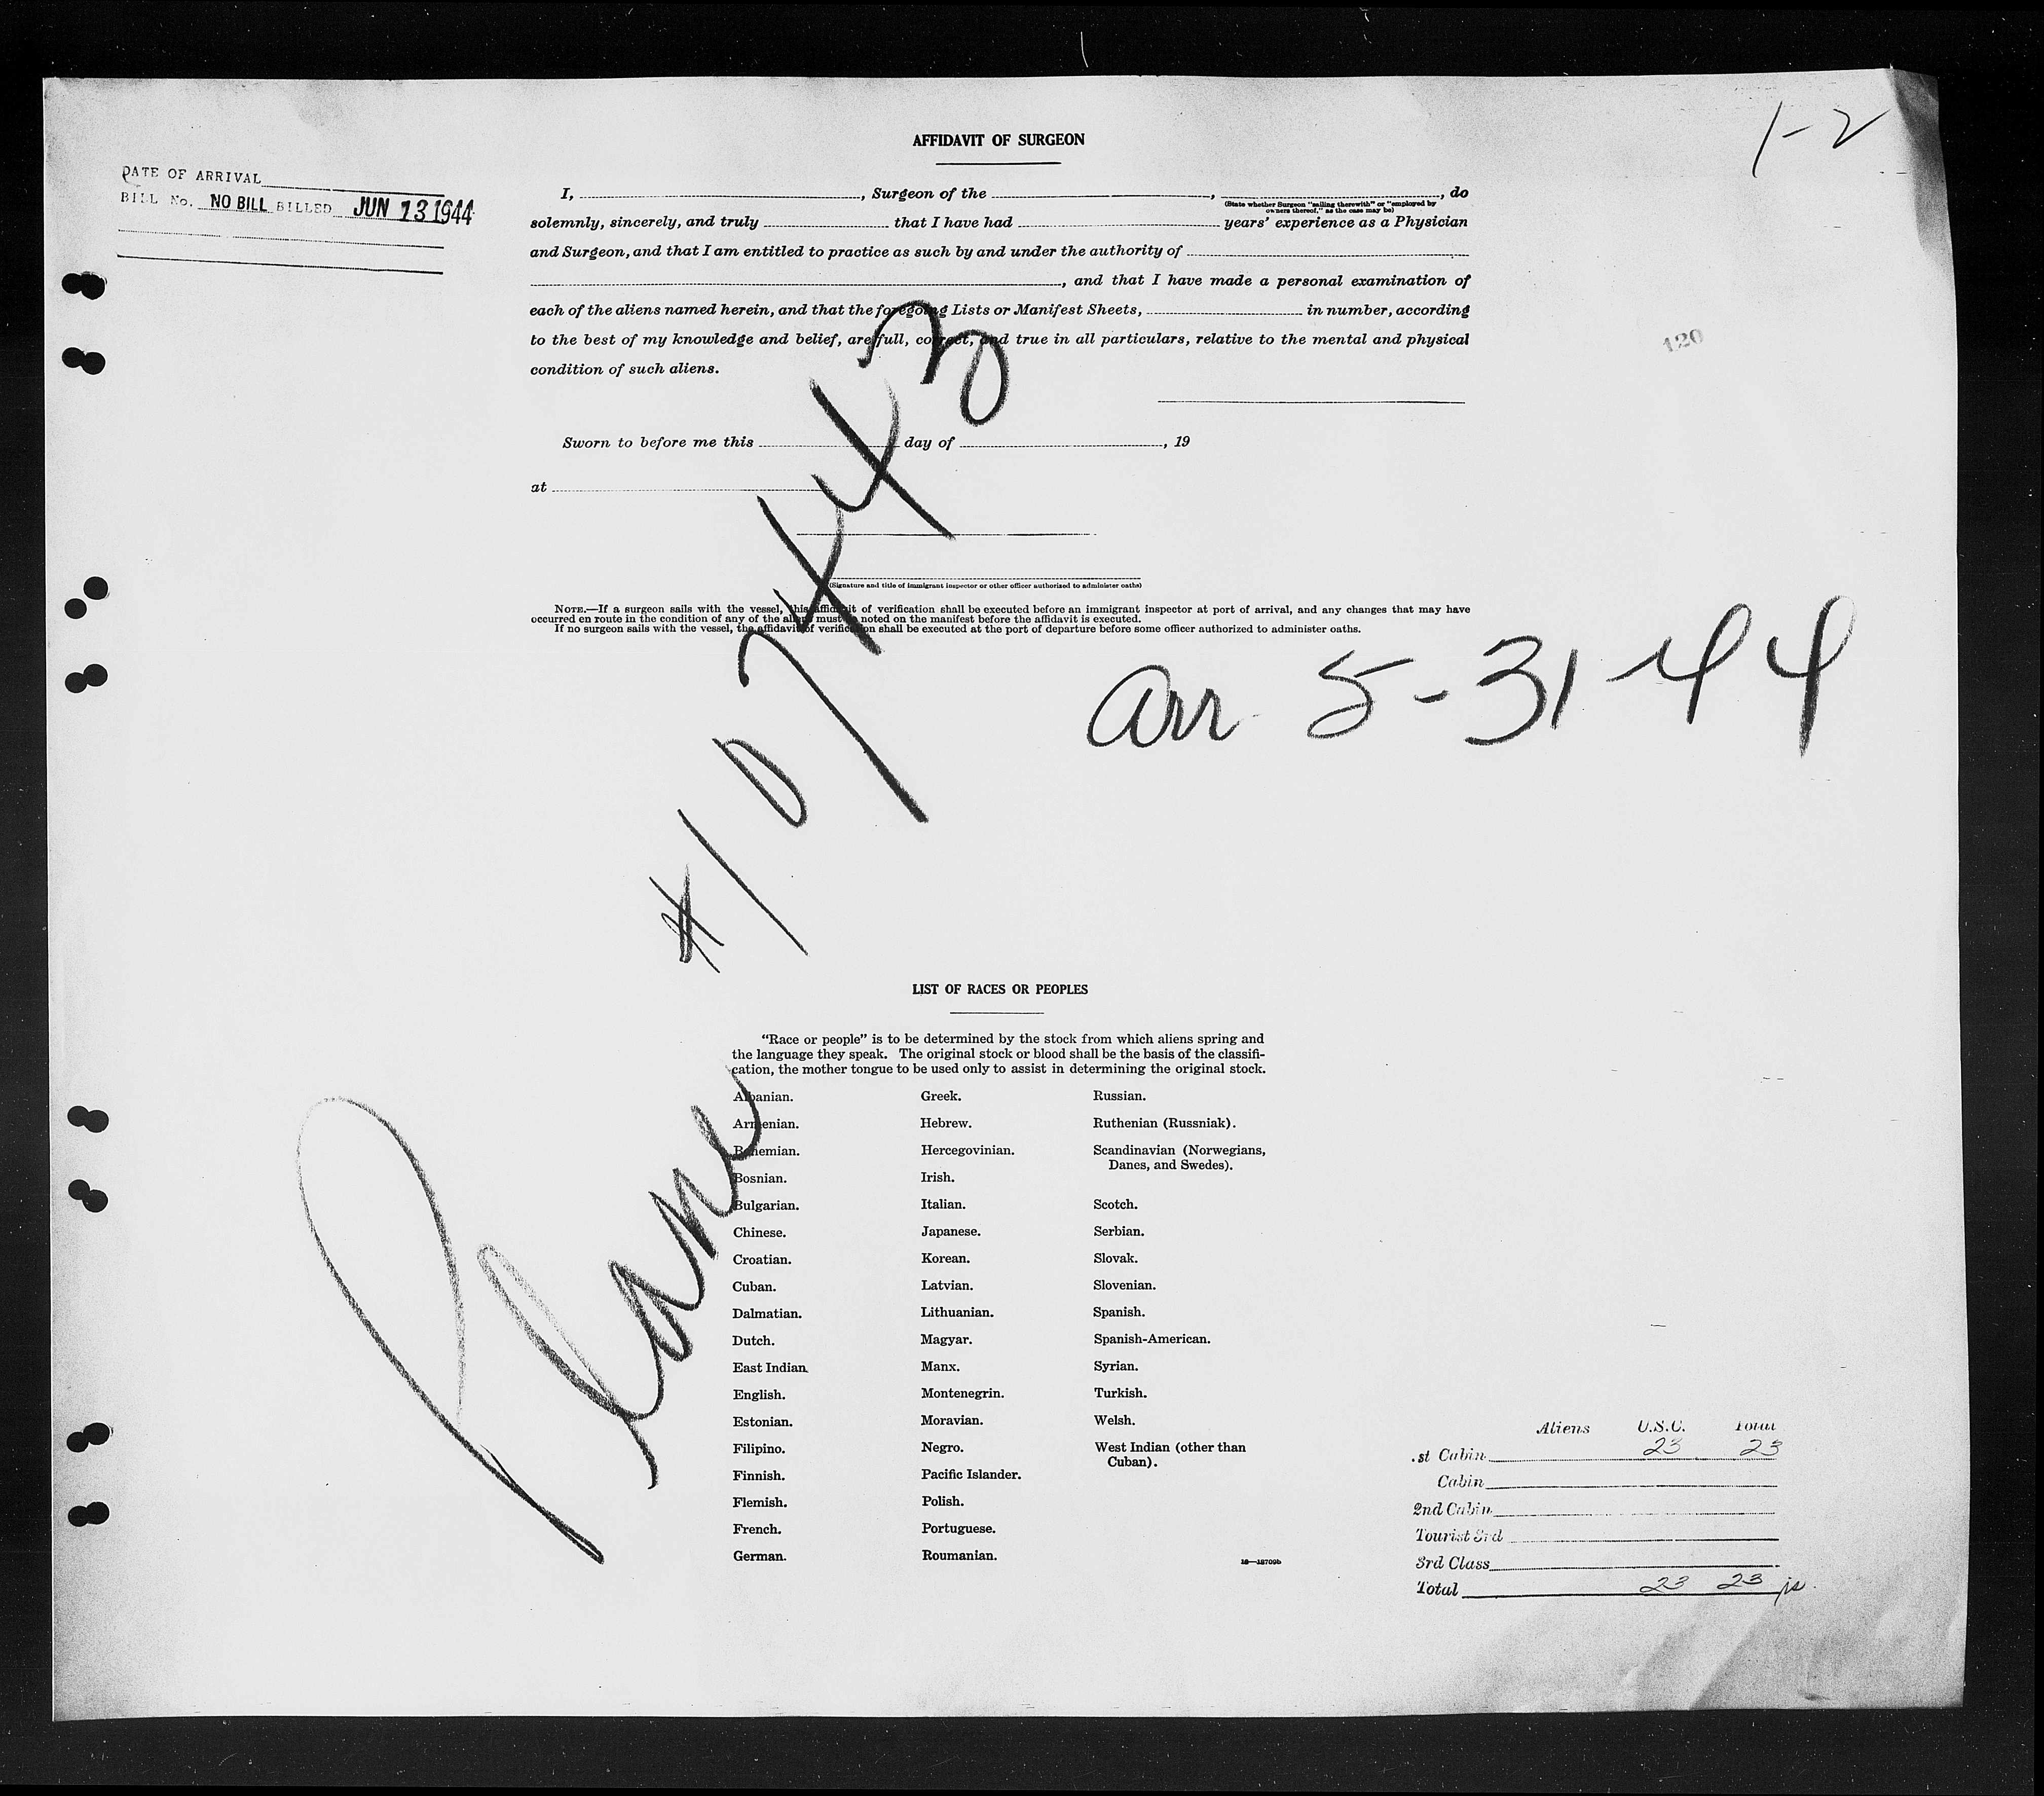 1-2
AFFIDAVIT OF SURGEON
DATE OF ARRIVAL
BILL No. NO BILL BILLED JUN 13 1944
I, , Surgeon of the , , do
(State whether Surgeon "sailing therewith" or "employed by
owners thereof," as the case may be)
solemnly, sincerely, and truly that I have had years' experience as a Physician
and Surgeon, and that I am entitled to practice as such by and under the authority of
, and that I have made a personal examination of
each of the aliens named herein, and that the foregoing Lists or Manifest Sheets, in number, according
to the best of my knowledge and belief, are full, correct, and true in all particulars, relative to the mental and physical
condition of such aliens.
120
Sworn to before me this day of , 19
at
(Signature and title of immigrant inspector or other officer authorized to administer oaths)
NOTE.—If a surgeon sails with the vessel, this affidavit of verification shall be executed before an immigrant inspector at port of arrival, and any changes that may have
occurred en route in the condition of any of the aliens must be noted on the manifest before the affidavit is executed.
If no surgeon sails with the vessel, the affidavit of verification shall be executed at the port of departure before some officer authorized to administer oaths.
Plane #107443
arr 5-31-44
LIST OF RACES OR PEOPLES
"Race or people" is to be determined by the stock from which aliens spring and
the language they speak. The original stock or blood shall be the basis of the classifi-
cation, the mother tongue to be used only to assist in determining the original stock.
Albanian.
Armenian.
Bohemian.
Bosnian.
Bulgarian.
Chinese.
Croatian.
Cuban.
Dalmatian.
Dutch.
East Indian.
English.
Estonian.
Filipino.
Finnish.
Flemish.
French.
German.
Greek.
Hebrew.
Hercegovinian.
Irish.
Italian.
Japanese.
Korean.
Latvian.
Lithuanian.
Magyar.
Manx.
Montenegrin.
Moravian.
Negro.
Pacific Islander.
Polish.
Portuguese.
Roumanian.
Russian.
Ruthenian (Russniak).
Scandinavian (Norwegians,
Danes, and Swedes).
Scotch.
Serbian.
Slovak.
Slovenian.
Spanish.
Spanish-American.
Syrian.
Turkish.
Welsh.
West Indian (other than
Cuban).
16—18709b
Aliens U.S.C. Total
.st Cabin 23 23
Cabin
2nd Cabin
Tourist 3rd
3rd Class
Total 23 23